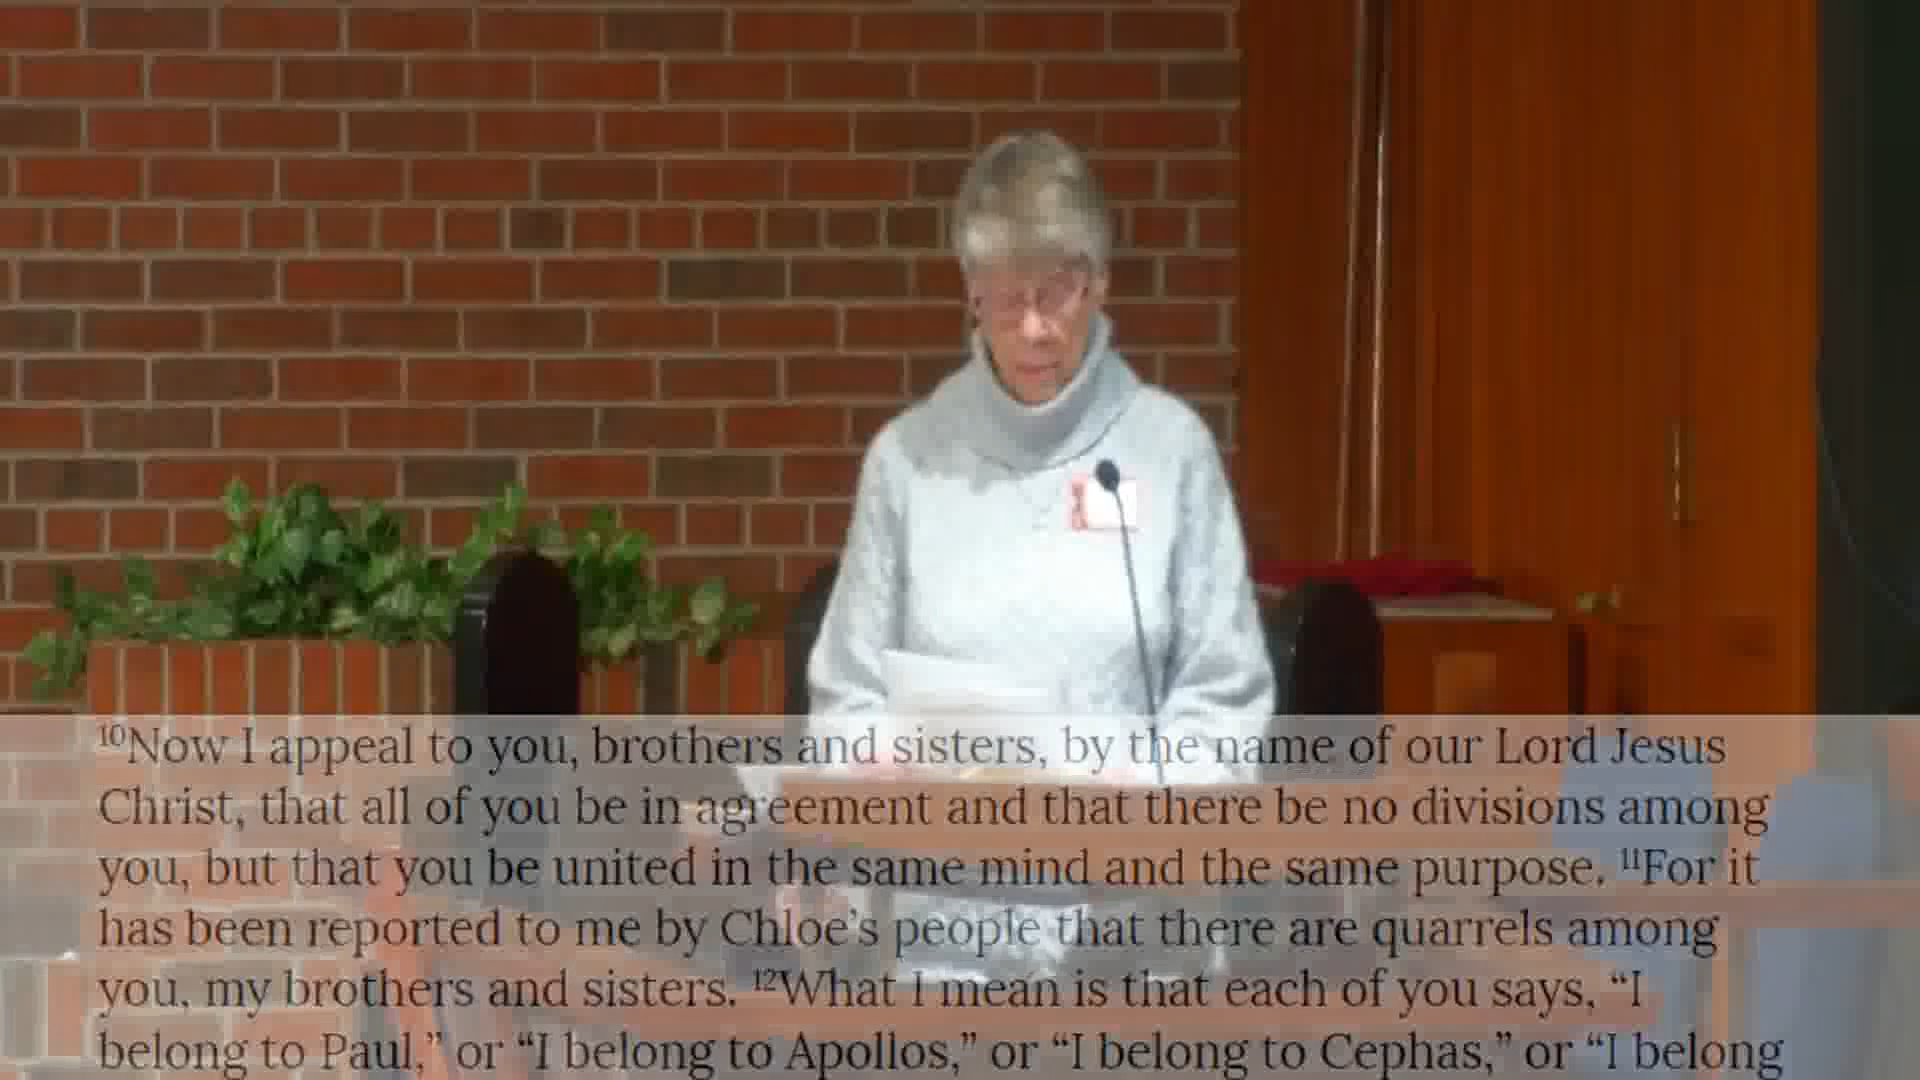 ¹⁰Now I appeal to you, brothers and sisters, by the name of our Lord Jesus
Christ, that all of you be in agreement and that there be no divisions among
you, but that you be united in the same mind and the same purpose. ¹¹For it
has been reported to me by Chloe’s people that there are quarrels among
you, my brothers and sisters. ¹²What I mean is that each of you says, “I
belong to Paul,” or “I belong to Apollos,” or “I belong to Cephas,” or “I belong